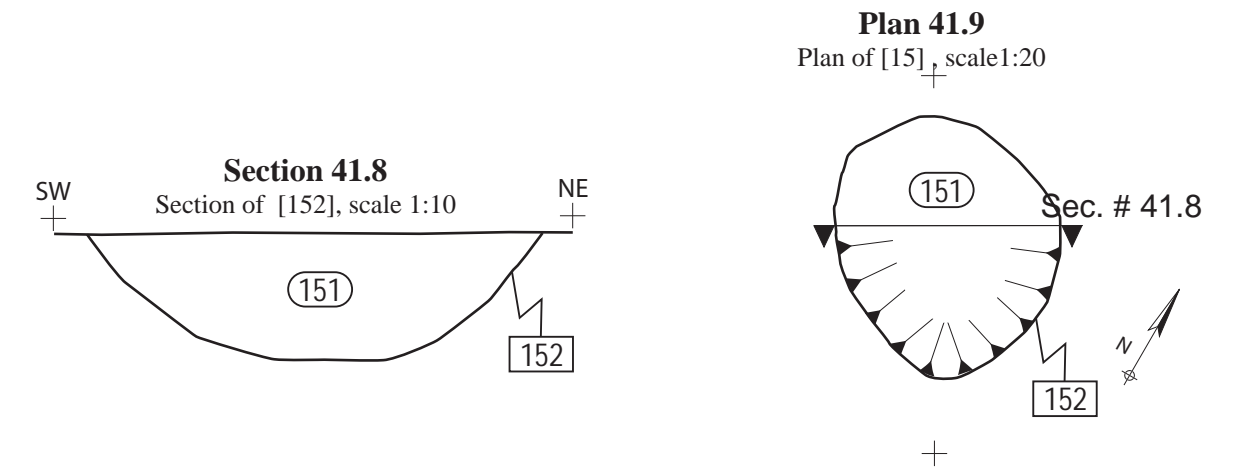 Section 41.8
Section of [152], scale 1:10
SW
NE
151
152
Plan 41.9
Plan of [15] , scale1:20
151
Sec. # 41.8
152
N